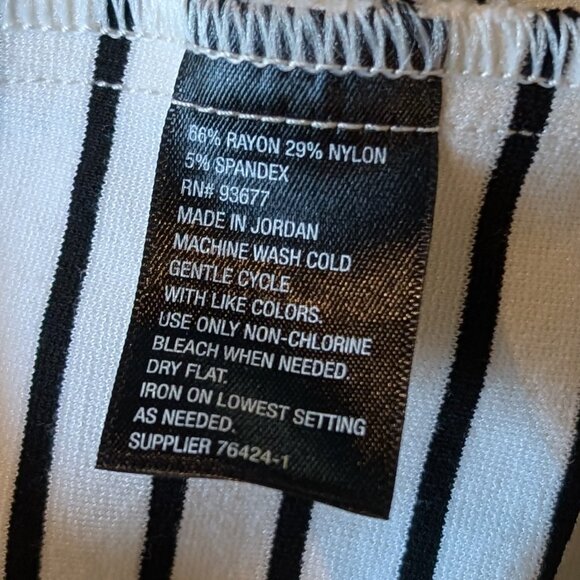 66% RAYON 29% NYLON
5% SPANDEX
RN# 93677
MADE IN JORDAN
MACHINE WASH COLD
GENTLE CYCLE
WITH LIKE COLORS.
USE ONLY NON-CHLORINE
BLEACH WHEN NEEDED
DRY FLAT.
IRON ON LOWEST SETTING
AS NEEDED.
SUPPLIER 76424-1